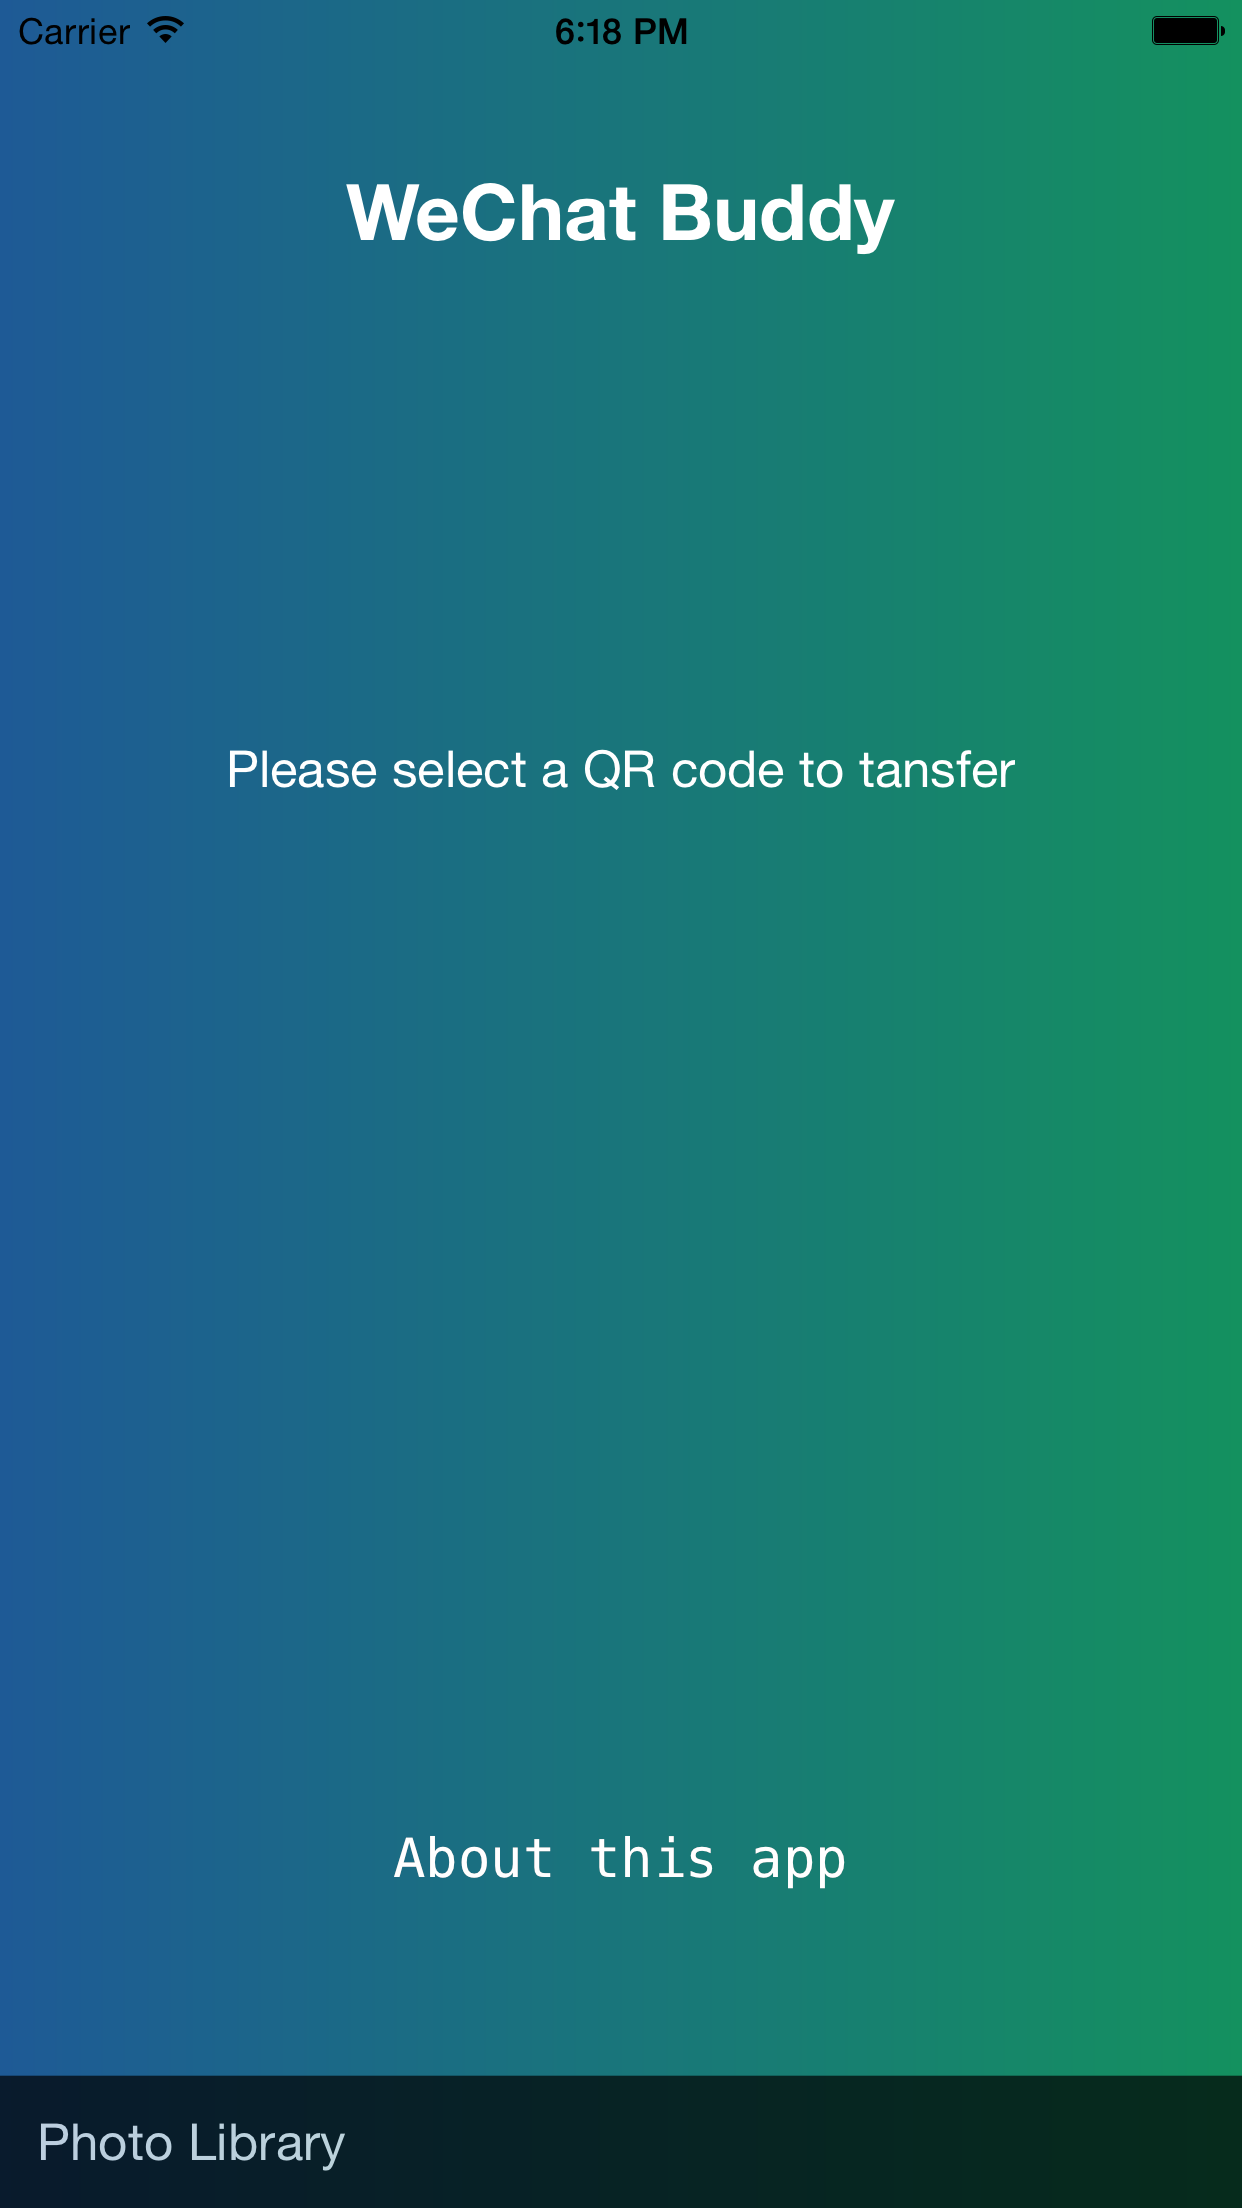 Carrier 6:18 PM
WeChat Buddy
Please select a QR code to tansfer
About this app
Photo Library